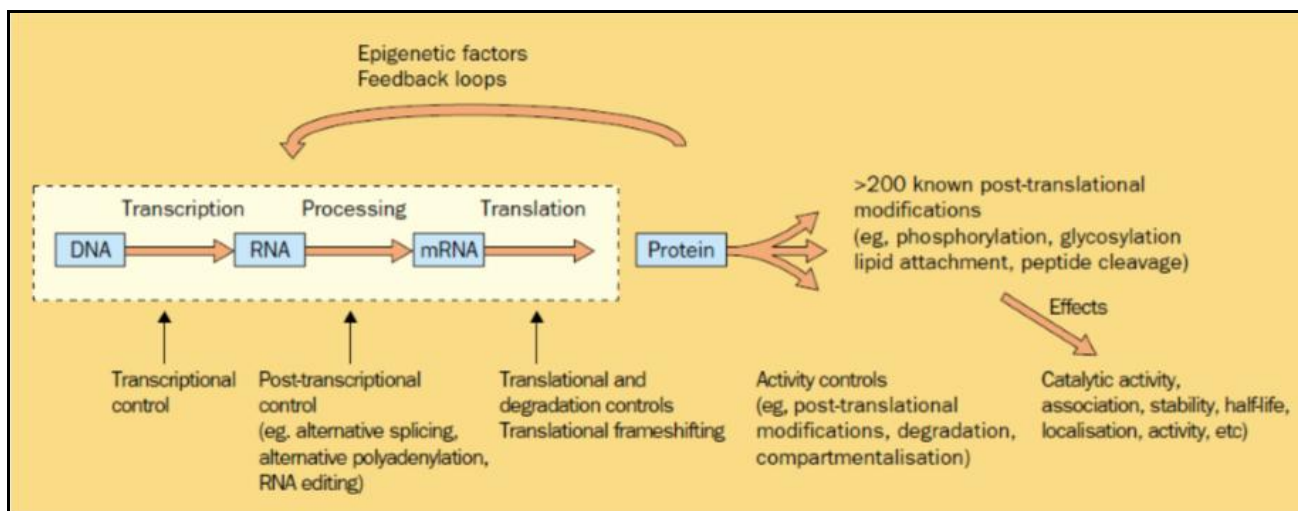 Epigenetic factors
Feedback loops
Transcription
Processing
Translation
DNA
RNA
mRNA
Protein
>200 known post-translational
modifications
(eg, phosphorylation, glycosylation
lipid attachment, peptide cleavage)
Effects
Transcriptional
control
Post-transcriptional
control
(eg. alternative splicing,
alternative polyadenylation,
RNA editing)
Translational and
degradation controls
Translational frameshifting
Activity controls
(eg, post-translational
modifications, degradation,
compartmentalisation)
Catalytic activity,
association, stability, half-life,
localisation, activity, etc)